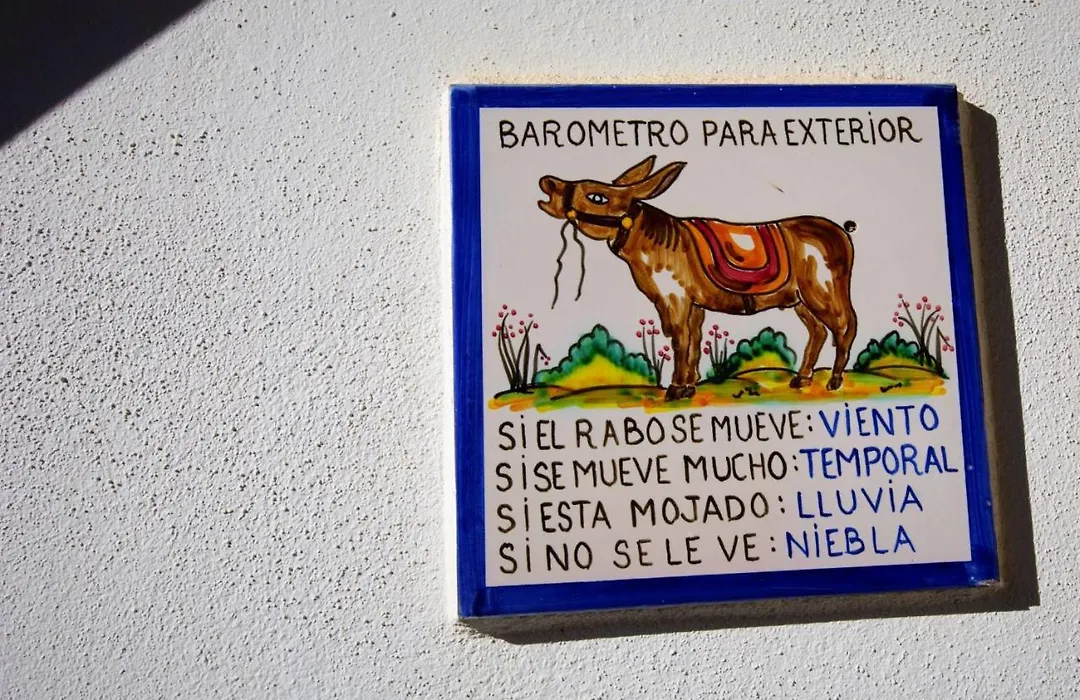 BAROMETRO PARA EXTERIOR
SI EL RABO SE MUEVE: VIENTO
SI SE MUEVE MUCHO: TEMPORAL
SI ESTA MOJADO: LLUVIA
SI NO SE LE VE: NIEBLA